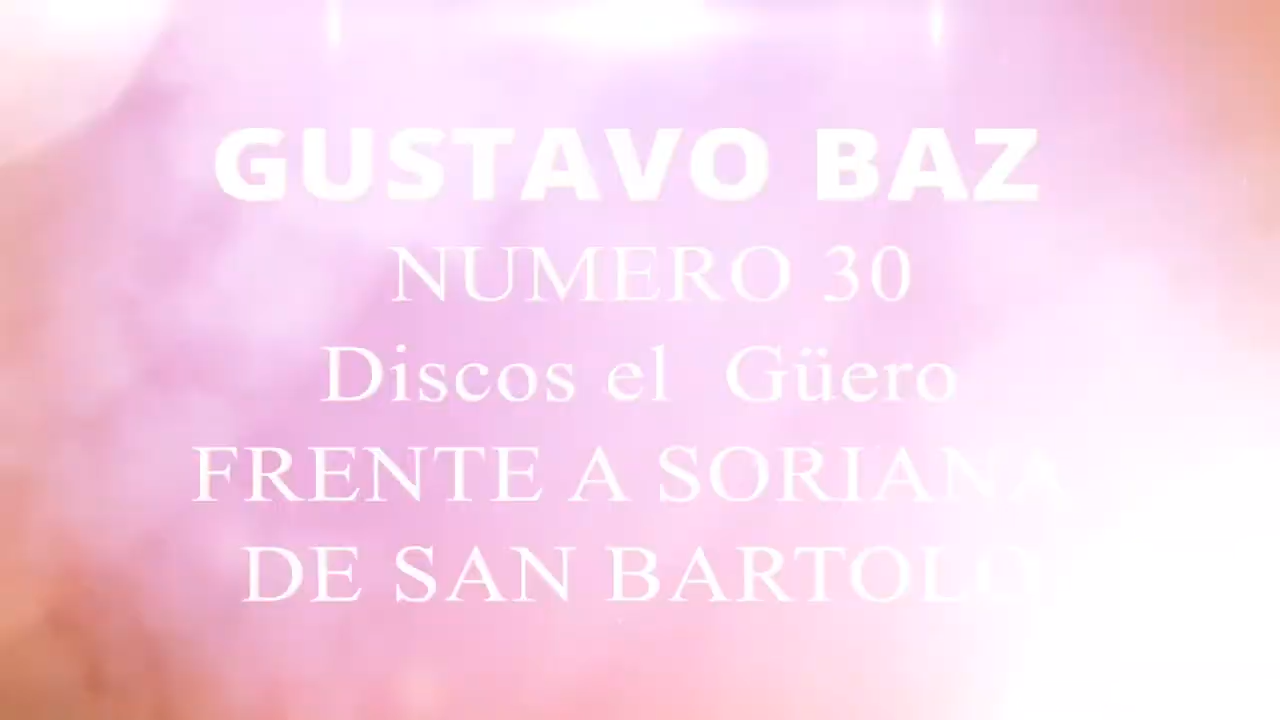 GUSTAVO BAZ
NUMERO 30
Discos el Güero
FRENTE A SORIANA
DE SAN BARTOLO